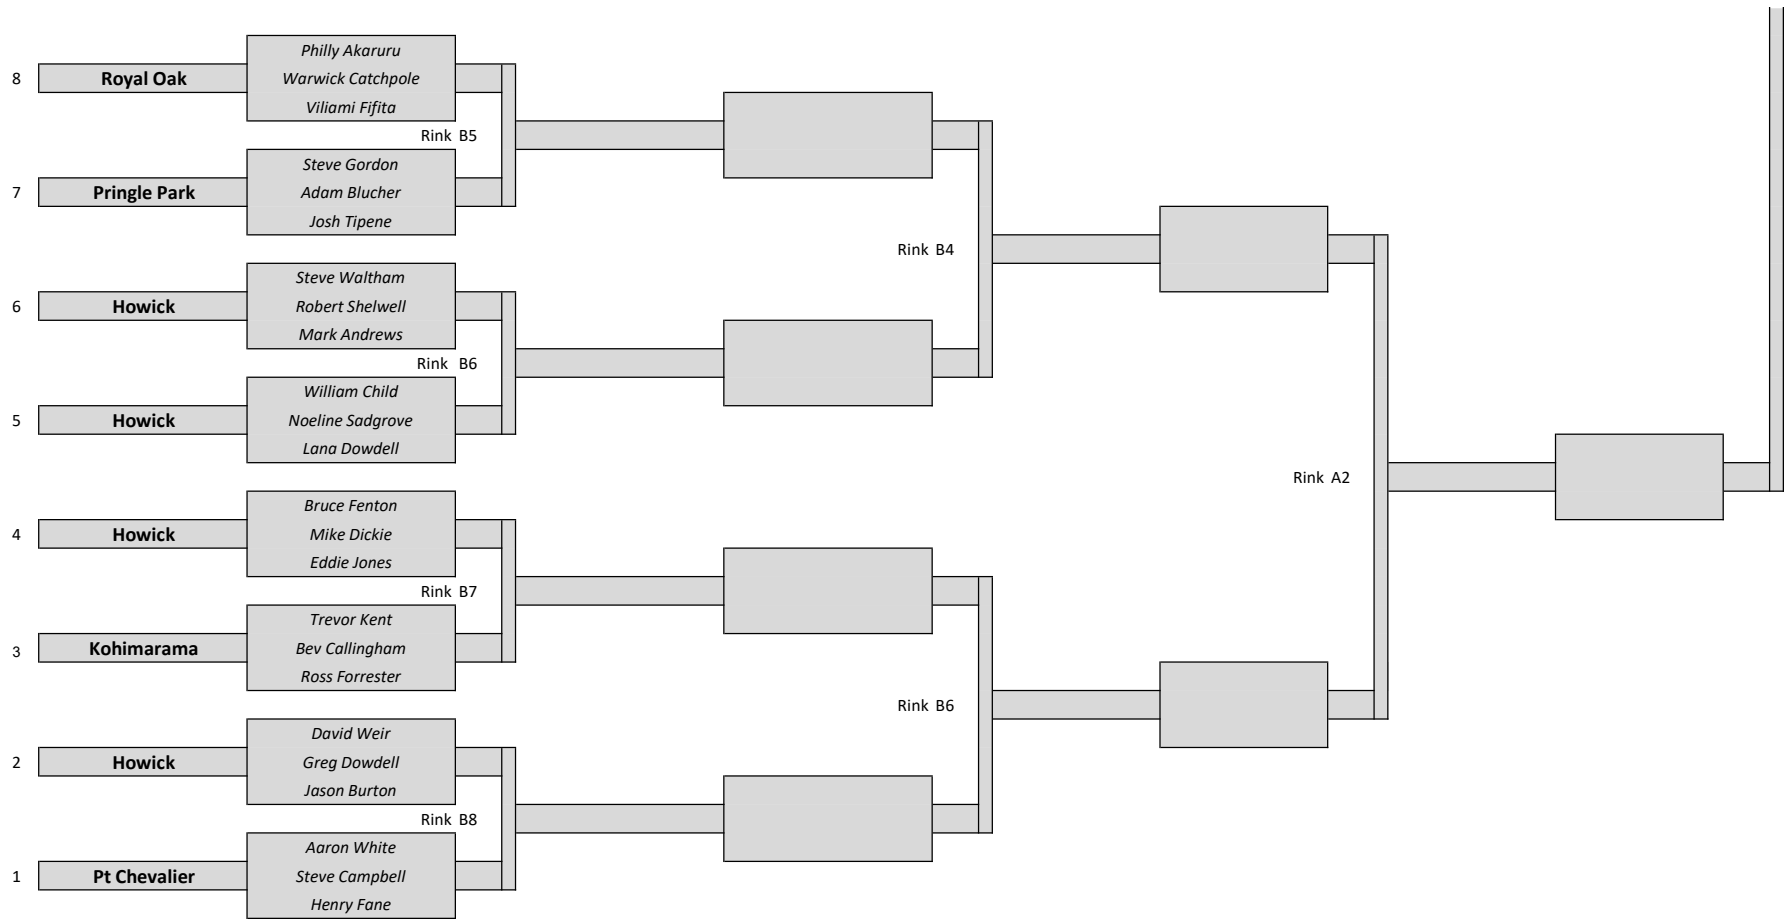 Philly Akaruru
8 Royal Oak Warwick Catchpole
Viliami Fifita
Rink B5
Steve Gordon
7 Pringle Park Adam Blucher
Josh Tipene
Rink B4
Steve Waltham
6 Howick Robert Shelwell
Mark Andrews
Rink B6
William Child
5 Howick Noeline Sadgrove
Lana Dowdell
Rink A2
Bruce Fenton
4 Howick Mike Dickie
Eddie Jones
Rink B7
Trevor Kent
3 Kohimarama Bev Callingham
Ross Forrester
Rink B6
David Weir
2 Howick Greg Dowdell
Jason Burton
Rink B8
Aaron White
1 Pt Chevalier Steve Campbell
Henry Fane